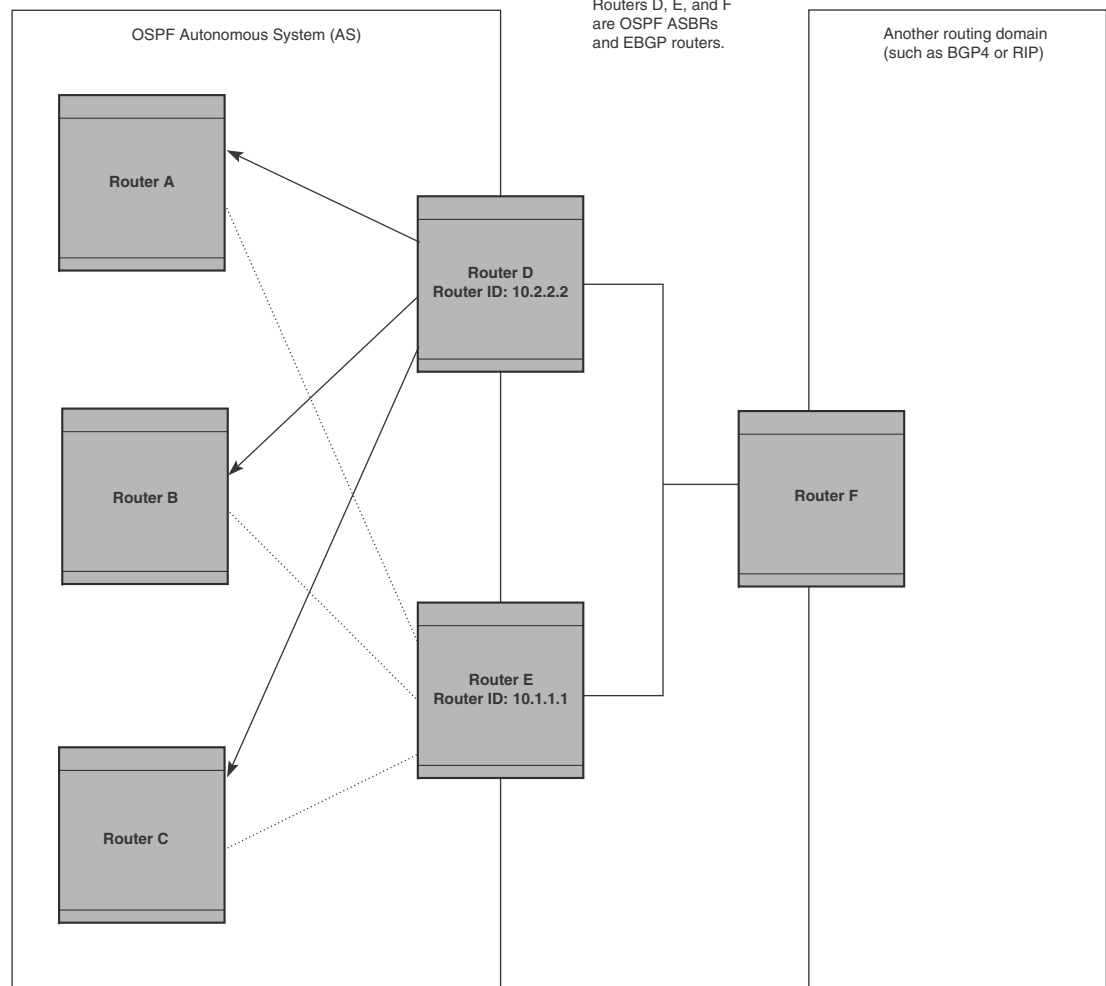 Routers D, E, and F
are OSPF ASBRs
and EBGP routers.
OSPF Autonomous System (AS)
Another routing domain
(such as BGP4 or RIP)
Router A
Router D
Router ID: 10.2.2.2
Router B
Router F
Router E
Router ID: 10.1.1.1
Router C